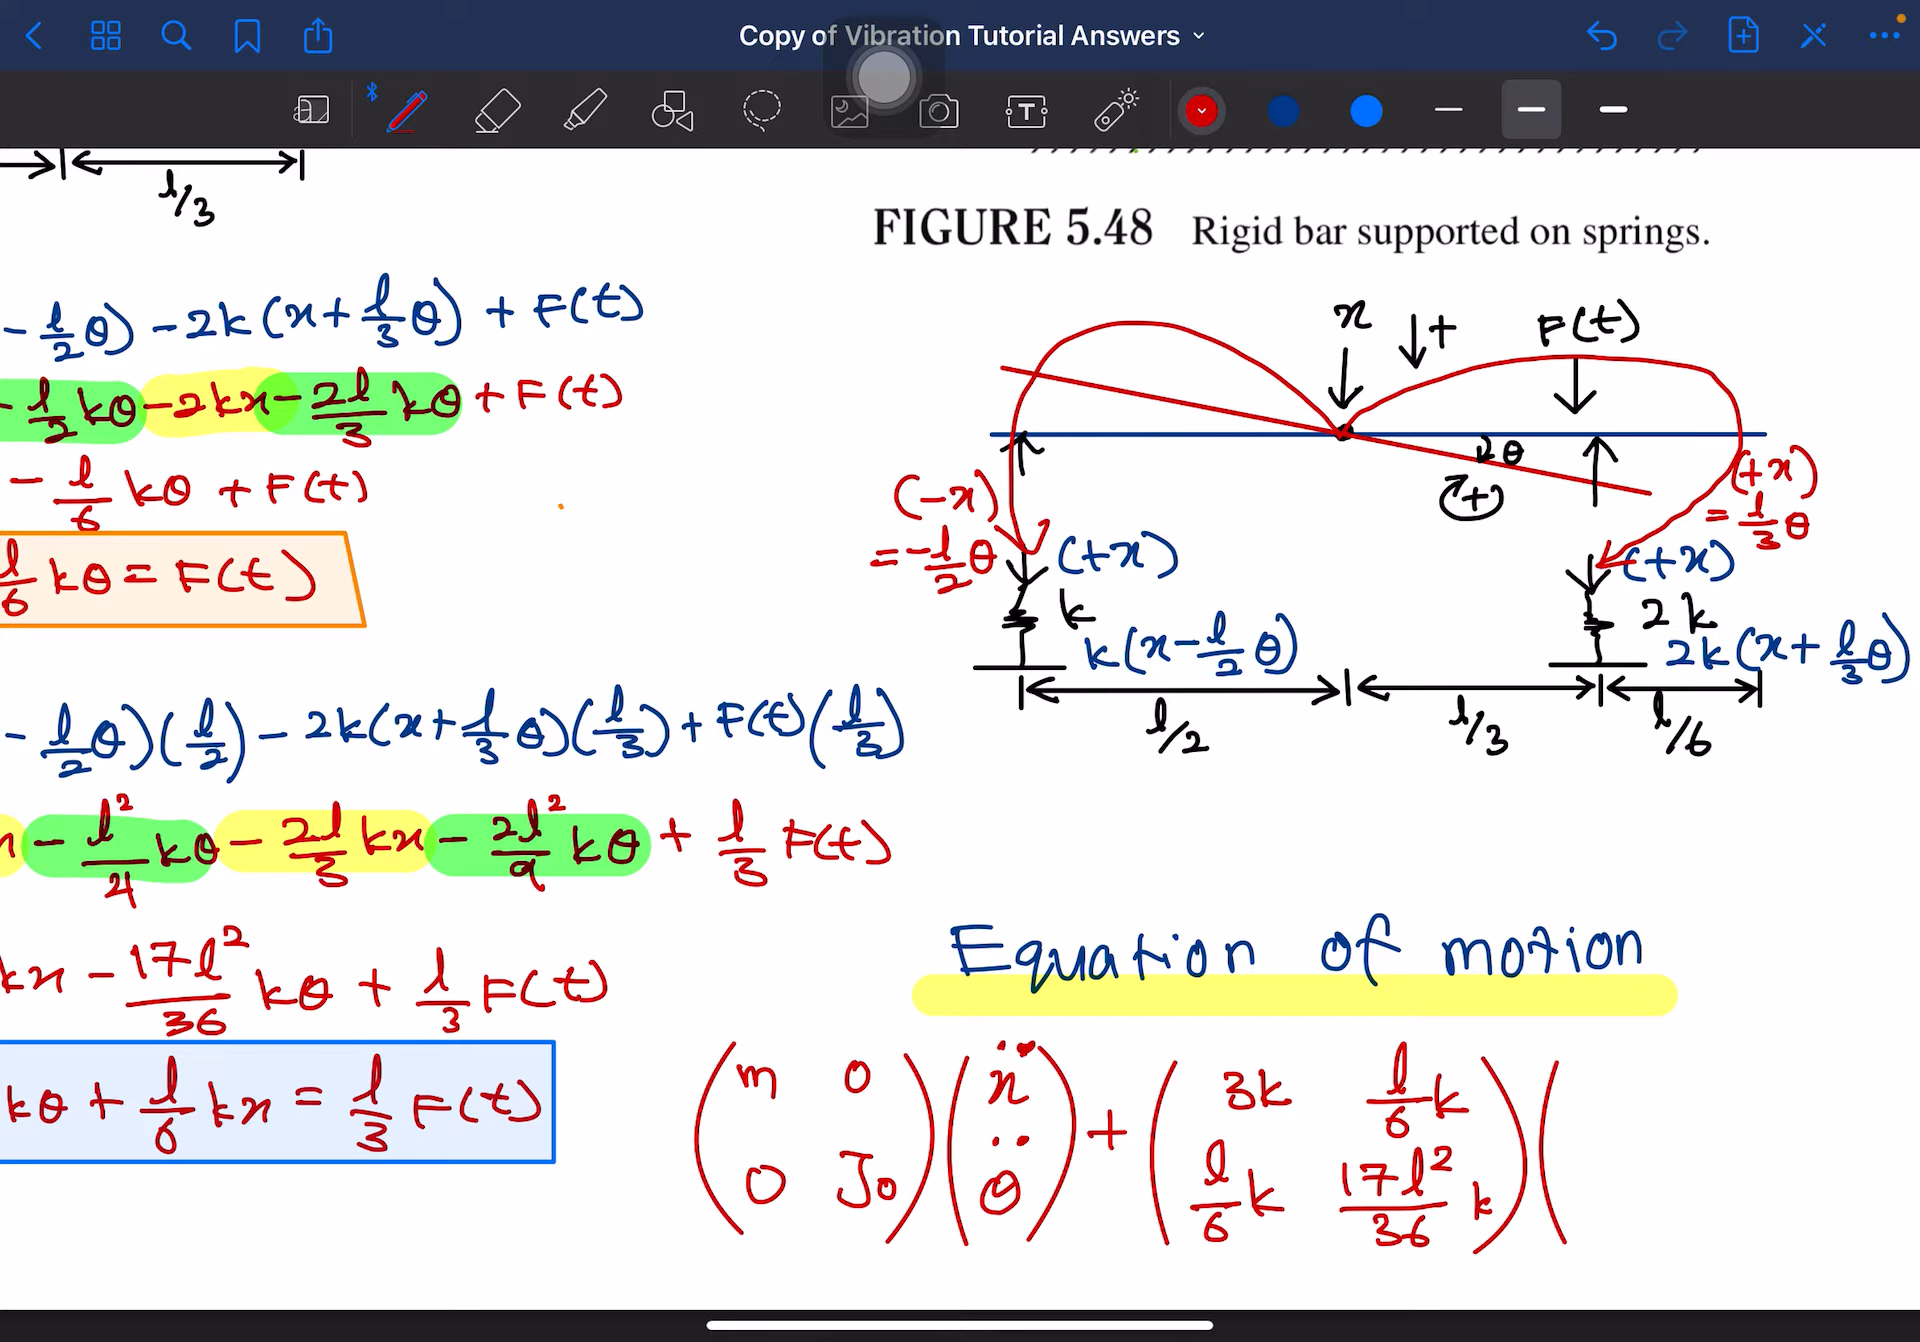 Copy of Vibration Tutorial Answers
l/3
FIGURE 5.48 Rigid bar supported on springs.
- l/2 θ) - 2k(x + l/3 θ) + F(t)
- l/2 kθ - 2kx - 2l/3 kθ + F(t)
- l/6 kθ + F(t)
l/6 kθ = F(t)
x ↓+ F(t)
θ
(+)
(-x)
= -l/2 θ
(+x)
= l/3 θ
(+x)
k
k(x - l/2 θ)
(+x)
2k
2k(x + l/3 θ)
l/2 l/3 l/6
- l/2 θ)(l/2) - 2k(x + l/3 θ)(l/3) + F(t)(l/3)
x - l²/4 kθ - 2l/3 kx - 2l²/9 kθ + l/3 F(t)
kx - 17l²/36 kθ + l/3 F(t)
kθ + l/6 kx = l/3 F(t)
Equation of motion
(m 0) (ẍ) + (3k l/6 k) (
(0 J₀) (θ̈) (l/6 k 17l²/36 k)